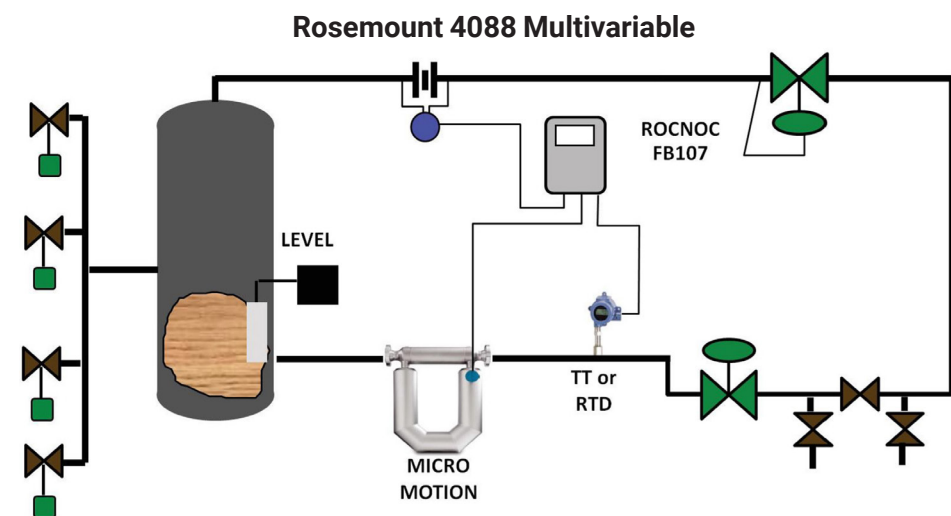 Rosemount 4088 Multivariable
ROCNOC
FB107
LEVEL
TT or
RTD
MICRO
MOTION